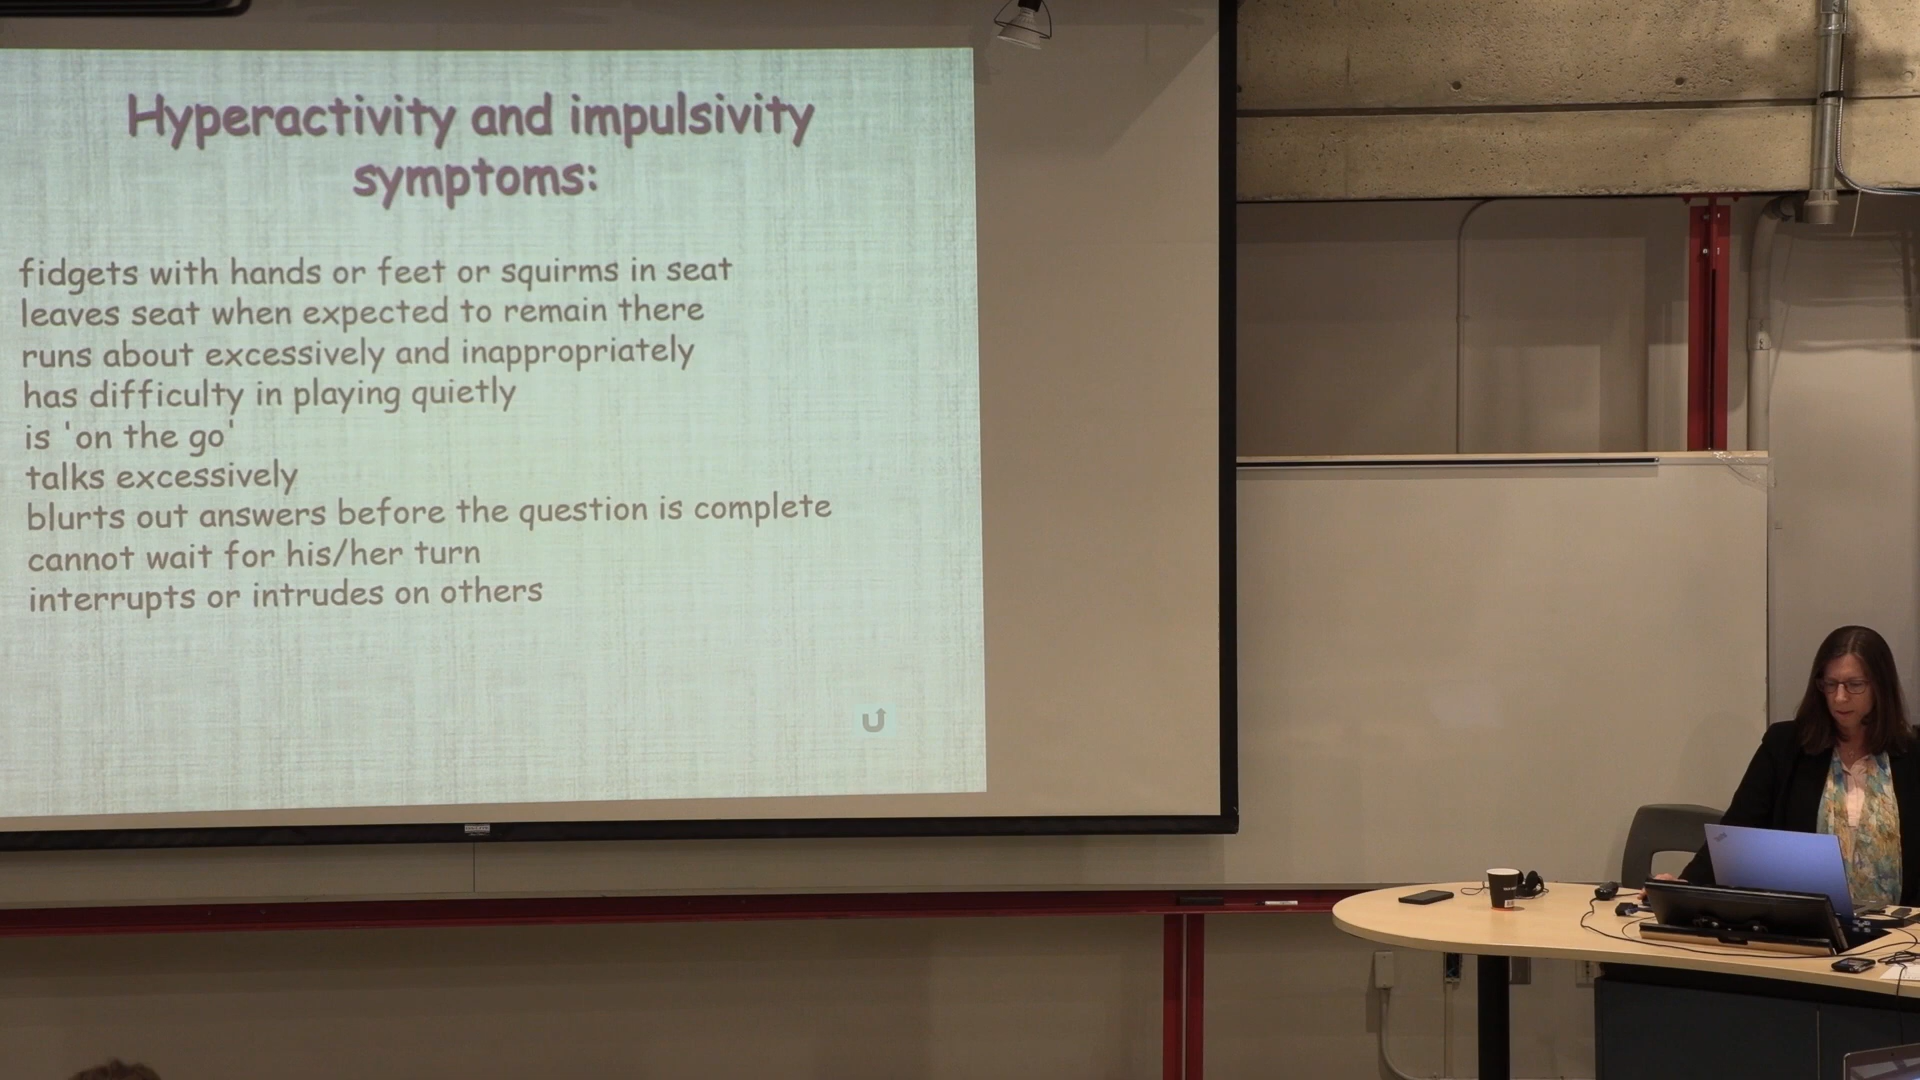 Hyperactivity and impulsivity
symptoms:
fidgets with hands or feet or squirms in seat
leaves seat when expected to remain there
runs about excessively and inappropriately
has difficulty in playing quietly
is 'on the go'
talks excessively
blurts out answers before the question is complete
cannot wait for his/her turn
interrupts or intrudes on others